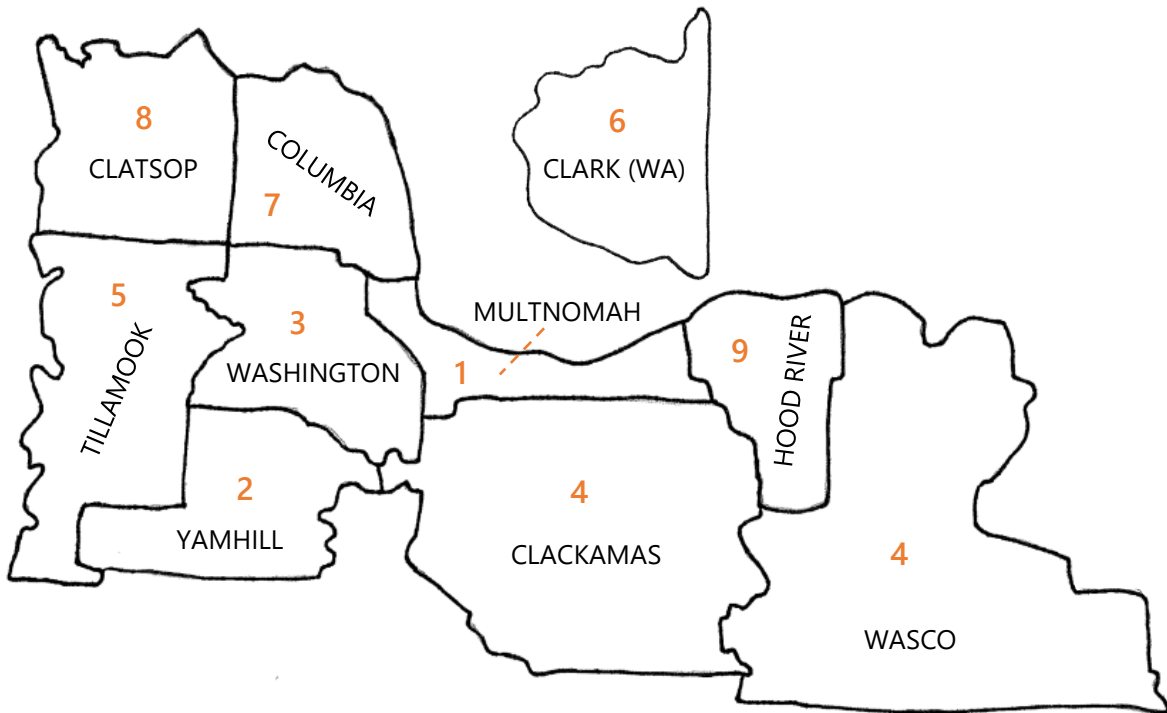 8
CLATSOP
COLUMBIA
7
6
CLARK (WA)
5
TILLAMOOK
3
WASHINGTON
MULTNOMAH
1
9
HOOD RIVER
2
YAMHILL
4
CLACKAMAS
4
WASCO